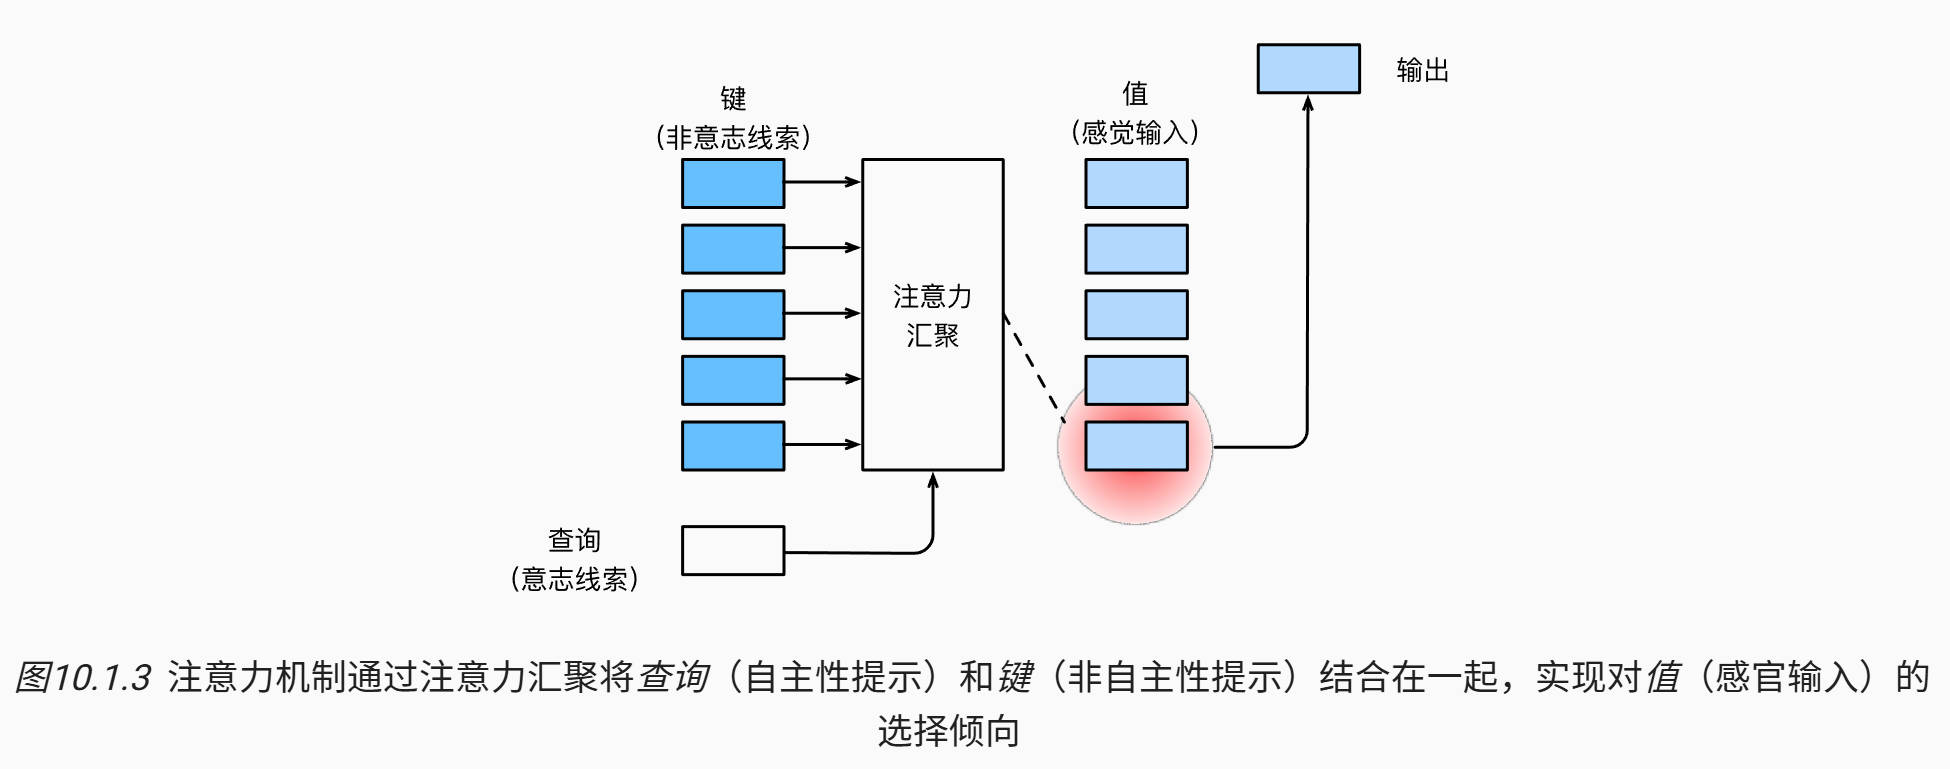 输出
键
（非意志线索）
值
（感觉输入）
注意力
汇聚
查询
（意志线索）
图10.1.3 注意力机制通过注意力汇聚将查询（自主性提示）和键（非自主性提示）结合在一起，实现对值（感官输入）的
选择倾向